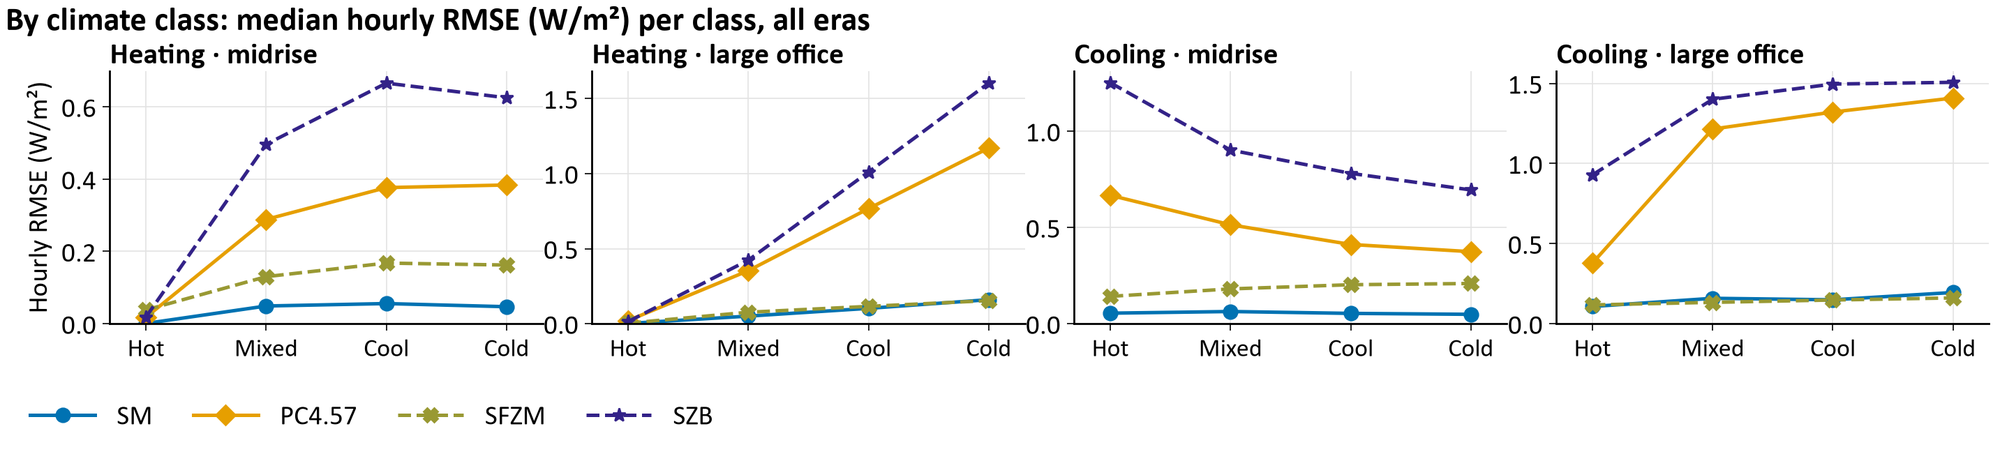 By climate class: median hourly RMSE (W/m²) per class, all eras
Heating · midrise
Heating · large office
Cooling · midrise
Cooling · large office
Hourly RMSE (W/m²)
0.6
0.4
0.2
0.0
Hot Mixed Cool Cold
1.5
1.0
0.5
0.0
Hot Mixed Cool Cold
1.0
0.5
0.0
Hot Mixed Cool Cold
1.5
1.0
0.5
0.0
Hot Mixed Cool Cold
SM PC4.57 SFZM SZB